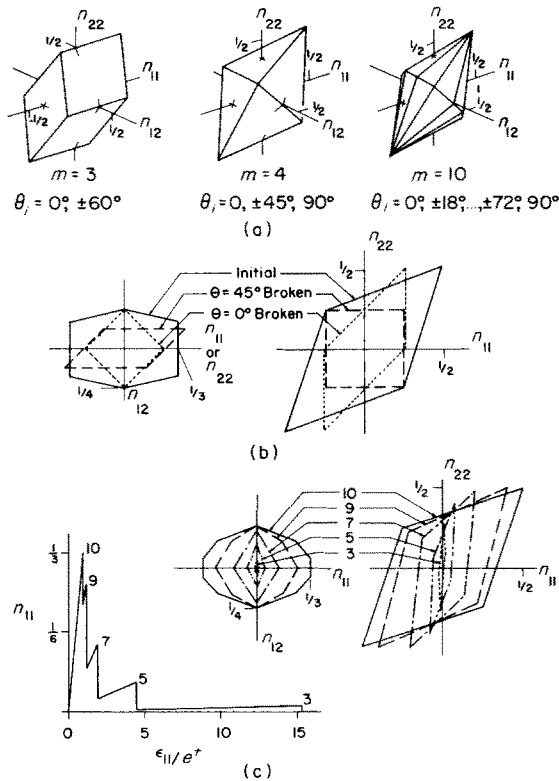 n22 n22 n22
1/2 1/2 1/2
n11 n11 n11
1/2 1/2 1/2 1/2
n12 n12 n12
m = 3 m = 4 m = 10
θi = 0°, ±60° θi = 0, ±45°, 90° θi = 0°, ±18°,...,±72°, 90°
(a)
n22
Initial 1/2
θ = 45° Broken
θ = 0° Broken
n11 or n22
n11
1/4 n12 1/3 1/2
(b)
n22
10 1/2
9
7
5
3
n11 n11
1/4 1/3 1/2
n12
1/3 10
9
n11
1/6 7
5
3
0 5 10 15
ε11/e+
(c)